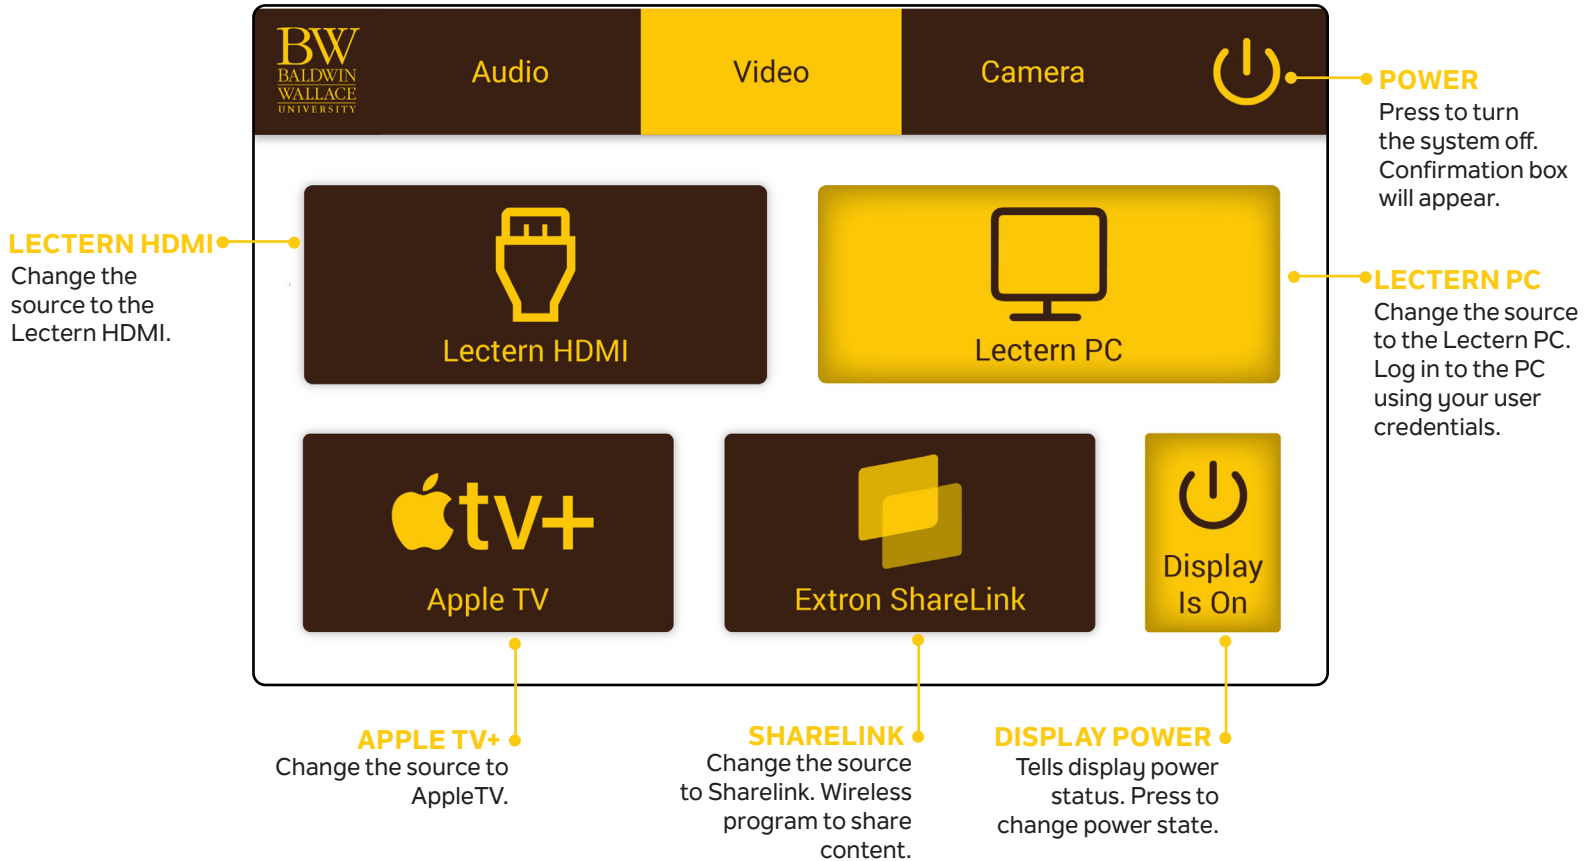 BW
BALDWIN
WALLACE
UNIVERSITY
Audio
Video
Camera
POWER
Press to turn
the system off.
Confirmation box
will appear.
LECTERN HDMI
Change the
source to the
Lectern HDMI.
Lectern HDMI
Lectern PC
LECTERN PC
Change the source
to the Lectern PC.
Log in to the PC
using your user
credentials.
tv+
Apple TV
Extron ShareLink
Display
Is On
APPLE TV+
Change the source to
AppleTV.
SHARELINK
Change the source
to Sharelink. Wireless
program to share
content.
DISPLAY POWER
Tells display power
status. Press to
change power state.